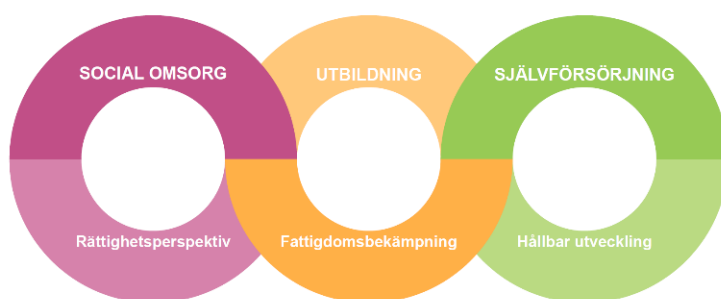 SOCIAL OMSORG
UTBILDNING
SJÄLVFÖRSÖRJNING
Rättighetsperspektiv
Fattigdomsbekämpning
Hållbar utveckling